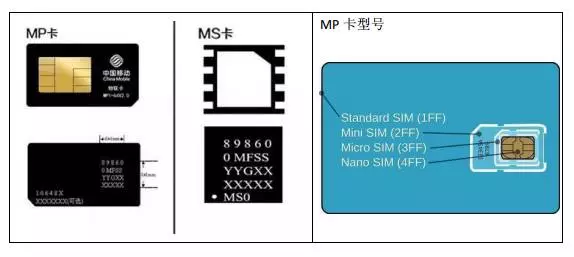 MP卡
中国移动
China Mobile
物联卡
89860
0MFSS
YYGXX
XXXXX
10642X
XXXXXXX(可选)
MS卡
89860
0MFSS
YYGXX
XXXXX
MS0
MP 卡型号
Standard SIM (1FF)
Mini SIM (2FF)
Micro SIM (3FF)
Nano SIM (4FF)